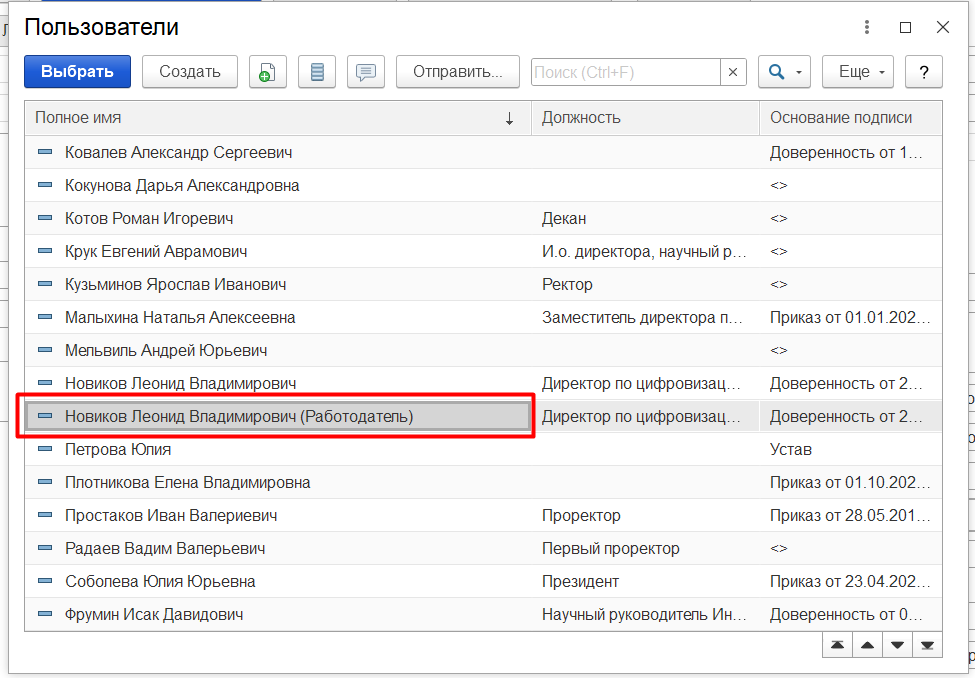 Пользователи
Выбрать Создать Отправить... Поиск (Ctrl+F) × Еще ?
Полное имя ↓ Должность Основание подписи
Ковалев Александр Сергеевич Доверенность от 1...
Кокунова Дарья Александровна <>
Котов Роман Игоревич Декан <>
Крук Евгений Аврамович И.о. директора, научный р... <>
Кузьминов Ярослав Иванович Ректор <>
Малыхина Наталья Алексеевна Заместитель директора п... Приказ от 01.01.202...
Мельвиль Андрей Юрьевич <>
Новиков Леонид Владимирович Директор по цифровизац... Доверенность от 2...
Новиков Леонид Владимирович (Работодатель) Директор по цифровизац... Доверенность от 2...
Петрова Юлия Устав
Плотникова Елена Владимировна Приказ от 01.10.202...
Простаков Иван Валериевич Проректор Приказ от 28.05.201...
Радаев Вадим Валерьевич Первый проректор <>
Соболева Юлия Юрьевна Президент Приказ от 23.04.202...
Фрумин Исак Давидович Научный руководитель Ин... Доверенность от 0...